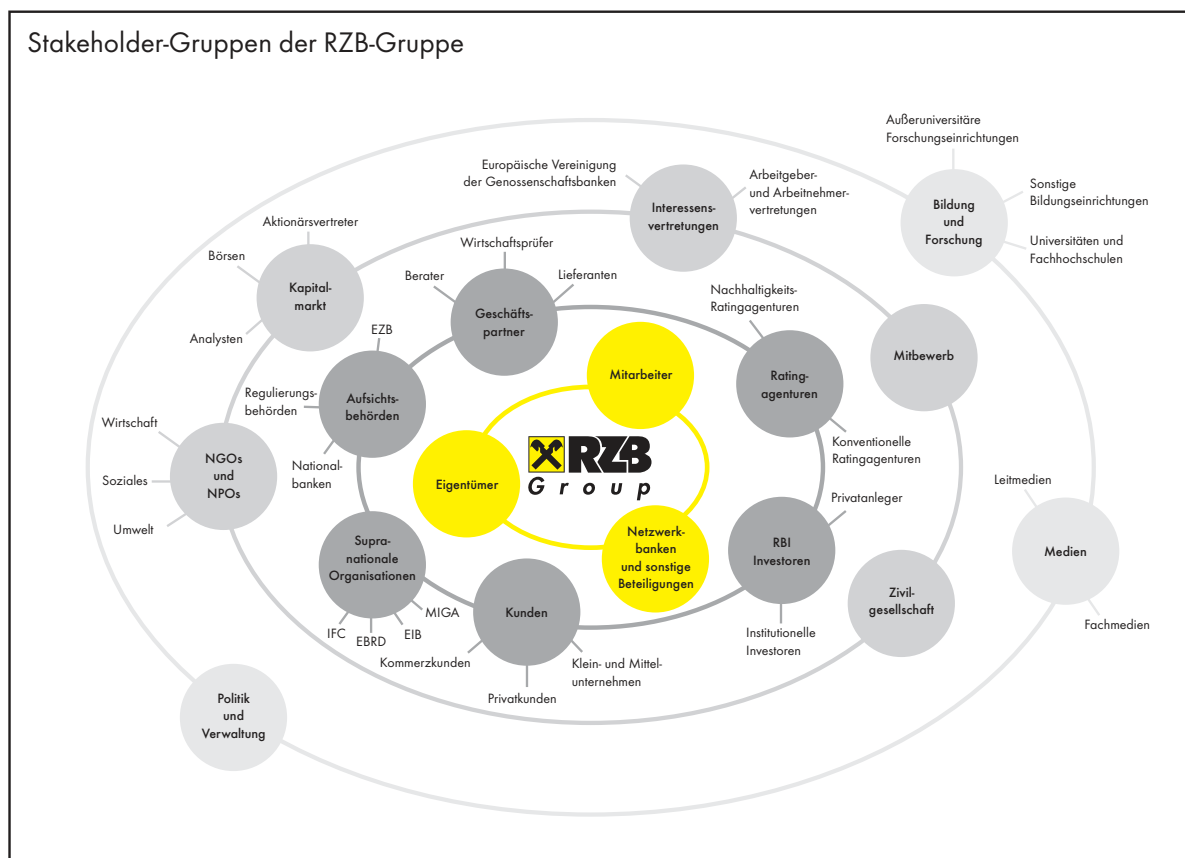 Stakeholder-Gruppen der RZB-Gruppe
Außeruniversitäre
Forschungseinrichtungen
Sonstige
Bildungseinrichtungen
Bildung
und
Forschung
Universitäten und
Fachhochschulen
Europäische Vereinigung
der Genossenschaftsbanken
Interessens-
vertretungen
Arbeitgeber-
und Arbeitnehmer-
vertretungen
Aktionärsvertreter
Börsen
Kapital-
markt
Analysten
Wirtschaftsprüfer
Berater
Lieferanten
Geschäfts-
partner
Nachhaltigkeits-
Ratingagenturen
Rating-
agenturen
Konventionelle
Ratingagenturen
Mitbewerb
EZB
Regulierungs-
behörden
Aufsichts-
behörden
National-
banken
Mitarbeiter
Wirtschaft
Soziales
Umwelt
NGOs
und
NPOs
Eigentümer
RZB
Group
Netzwerk-
banken
und sonstige
Beteiligungen
Privatanleger
RBI
Investoren
Institutionelle
Investoren
Leitmedien
Medien
Fachmedien
Supra-
nationale
Organisationen
IFC
EBRD
EIB
MIGA
Kunden
Kommerzkunden
Privatkunden
Klein- und Mittel-
unternehmen
Zivil-
gesellschaft
Politik
und
Verwaltung